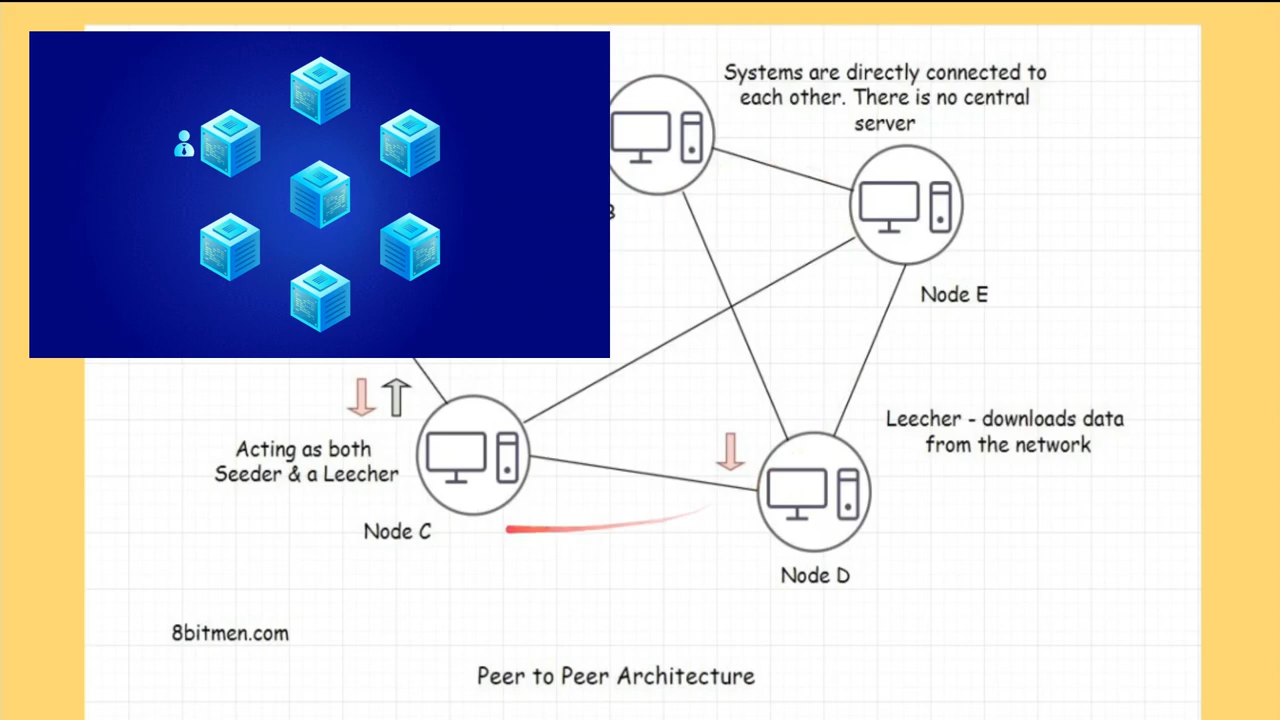 Systems are directly connected to
each other. There is no central
server
B
Node E
Leecher - downloads data
from the network
Acting as both
Seeder & a Leecher
Node C
Node D
8bitmen.com
Peer to Peer Architecture